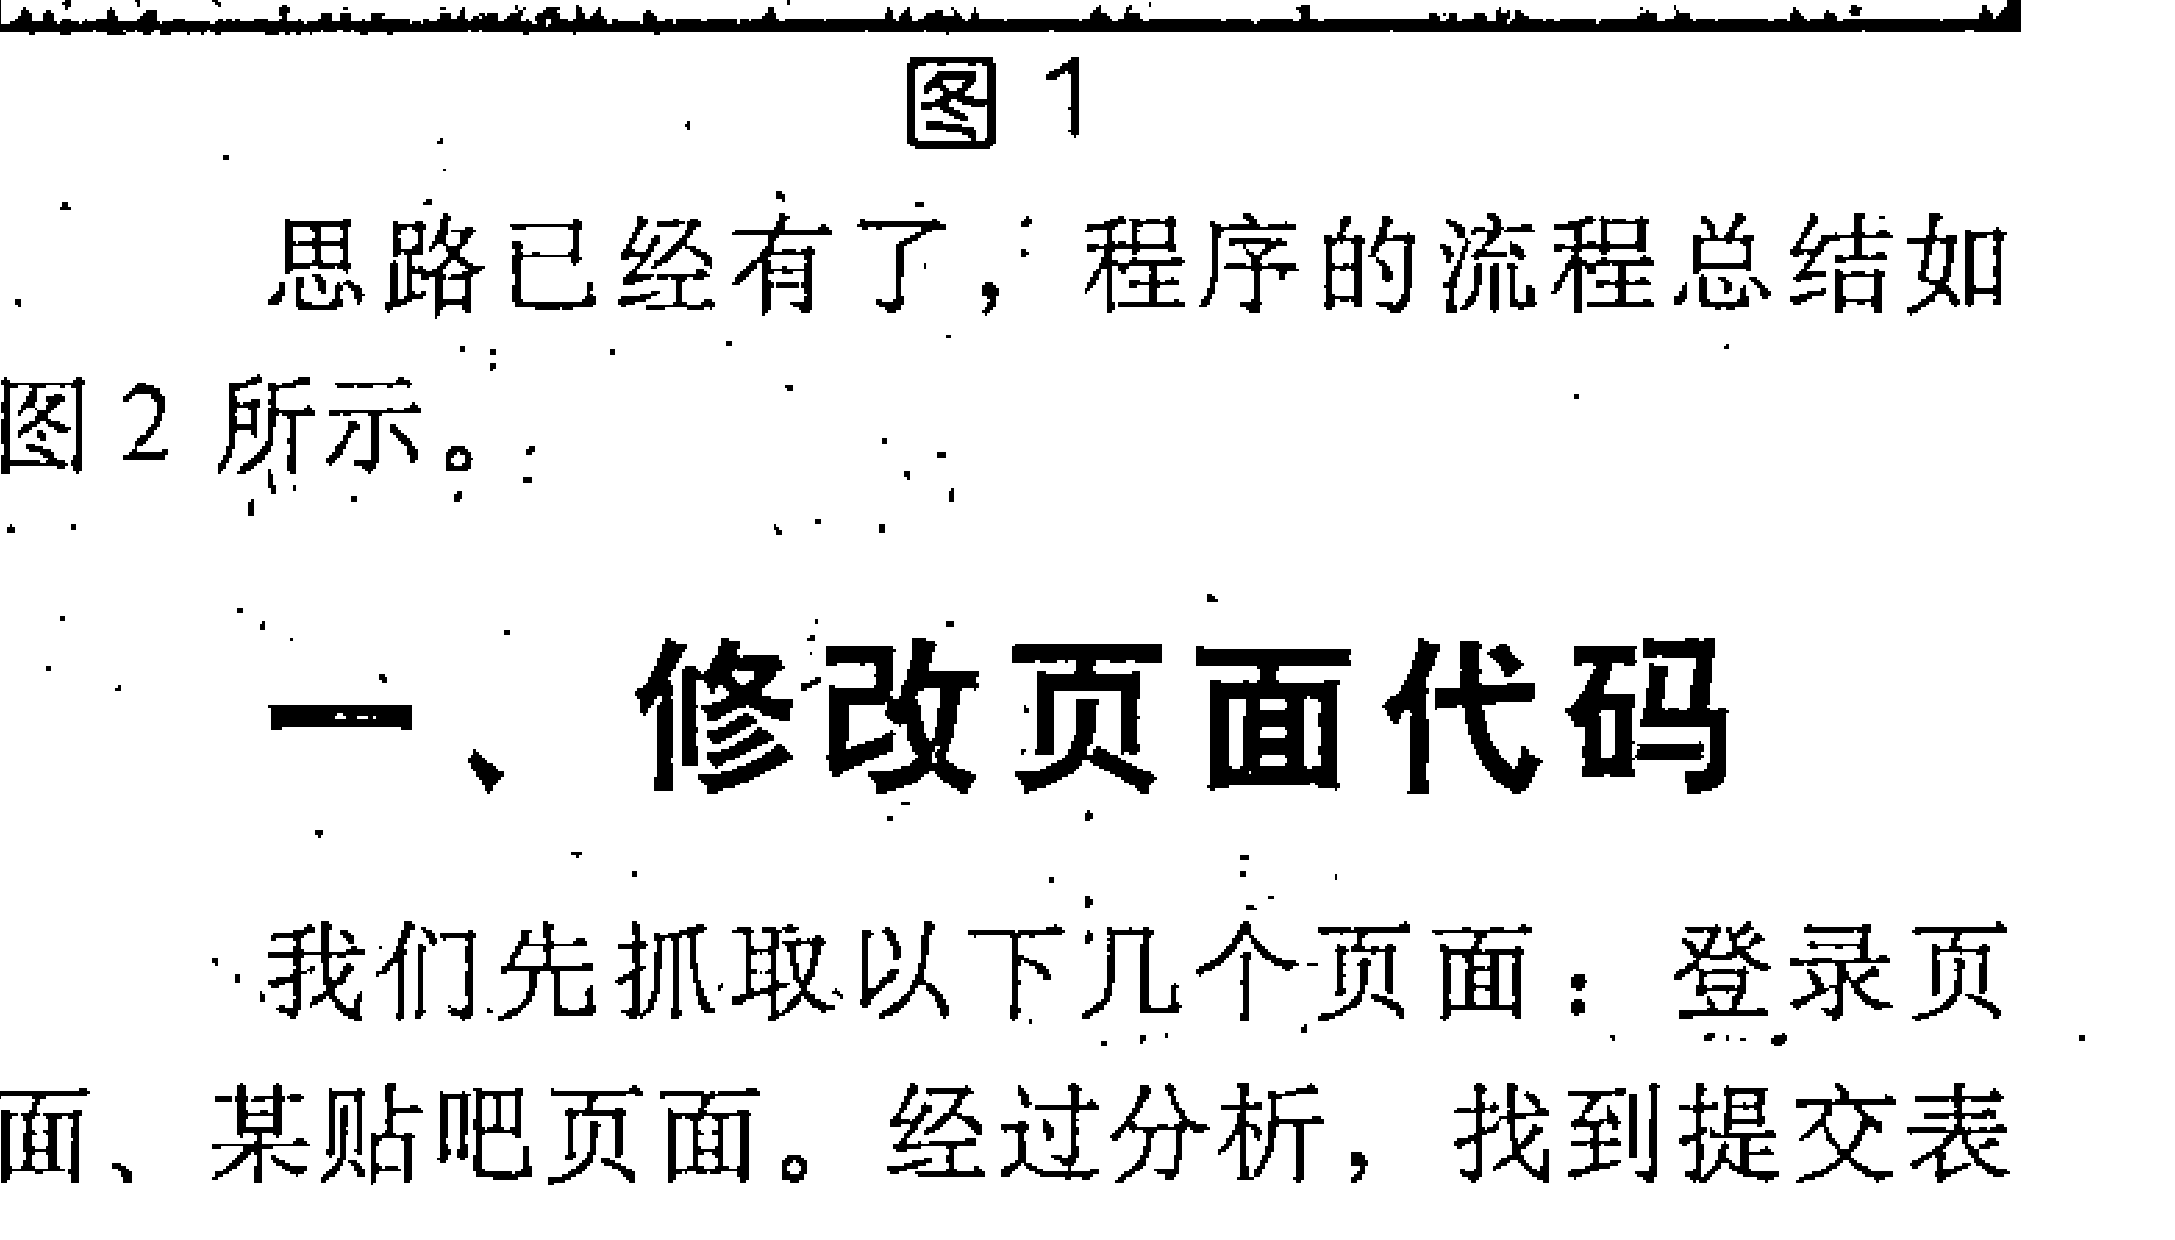 图 1
思路已经有了，程序的流程总结如
图 2 所示。
一、修改页面代码
我们先抓取以下几个页面：登录页
面、某贴吧页面。经过分析，找到提交表